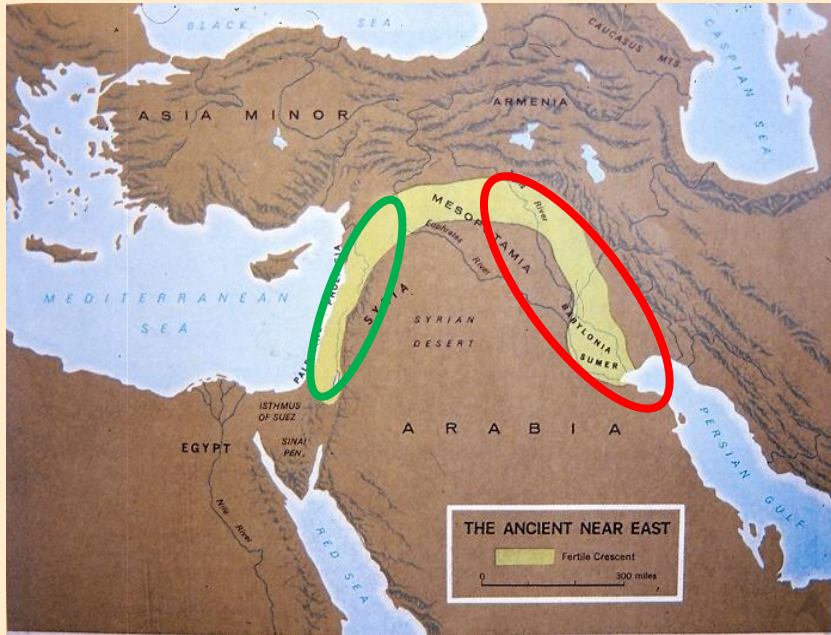 BLACK SEA
CAUCASUS MTS.
CASPIAN SEA
ASIA MINOR
ARMENIA
MESOPOTAMIA
River
Euphrates River
SYRIA
MEDITERRANEAN
SEA
SYRIAN
DESERT
BABYLONIA
SUMER
ISTHMUS
OF SUEZ
SINAI
PEN.
EGYPT
ARABIA
Nile River
RED SEA
PERSIAN GULF
THE ANCIENT NEAR EAST
Fertile Crescent
0 300 miles